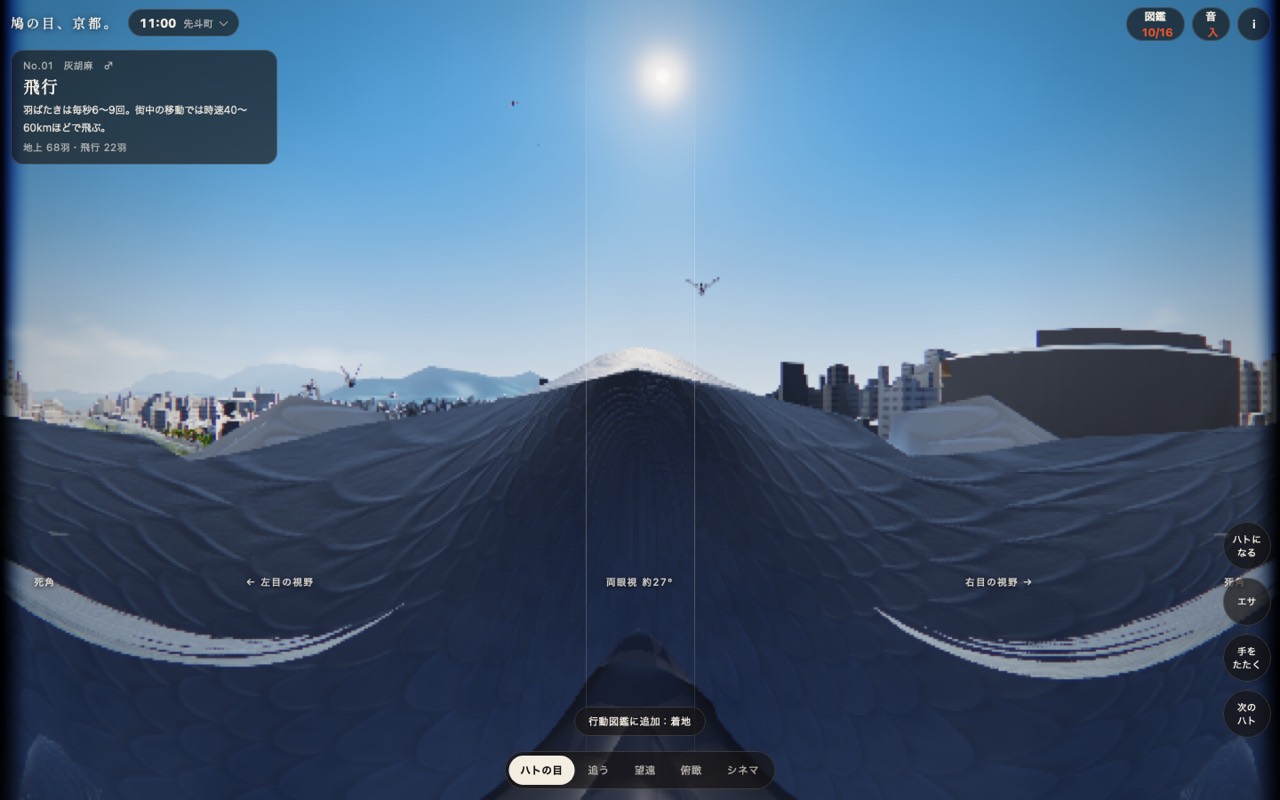 鳩の目、京都。
11:00 先斗町
図鑑
10/16
音
入
i
No.01 灰胡麻 ♂
飛行
羽ばたきは毎秒6〜9回。街中の移動では時速40〜
60kmほどで飛ぶ。
地上 68羽・飛行 22羽
ハトに
なる
死角
← 左目の視野
両眼視 約27°
右目の視野 →
死角
エサ
手を
たたく
次の
ハト
行動図鑑に追加：着地
ハトの目
追う
望遠
俯瞰
シネマ